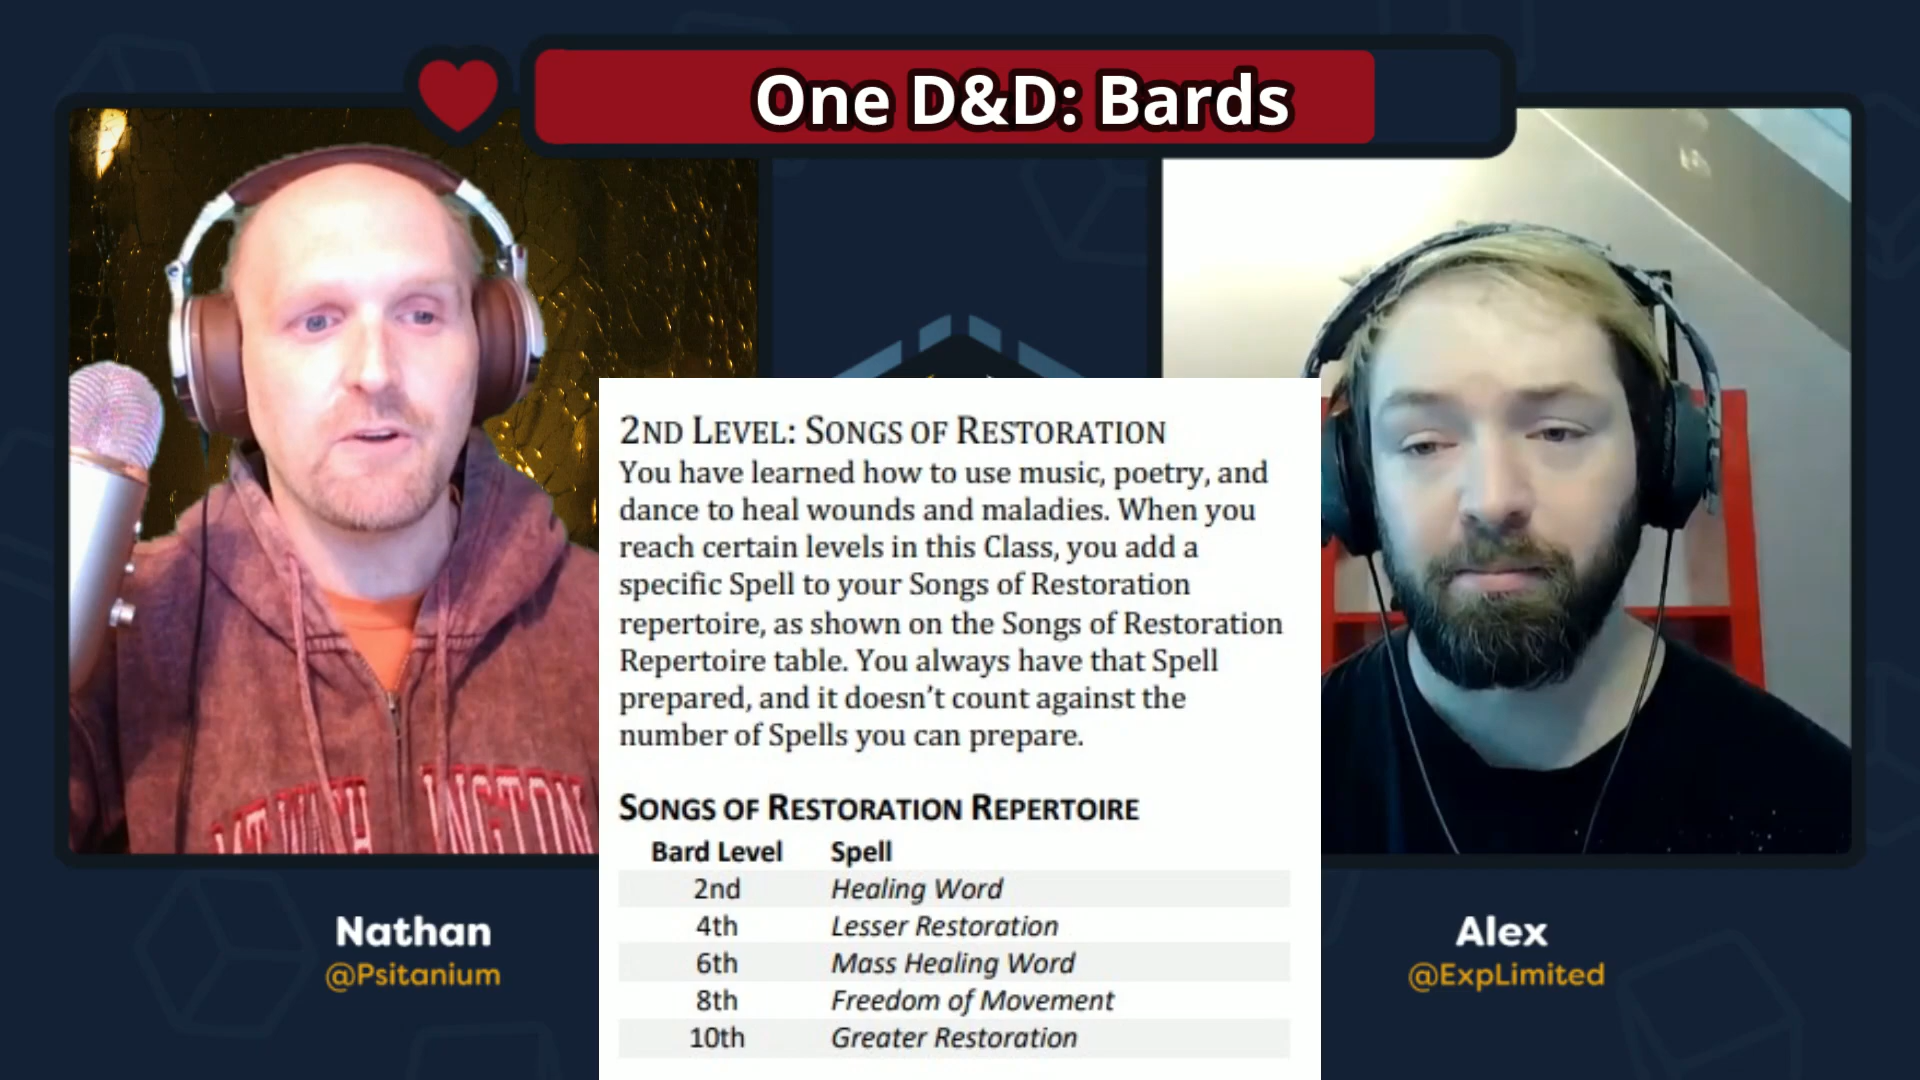 One D&D: Bards
2ND LEVEL: SONGS OF RESTORATION
You have learned how to use music, poetry, and
dance to heal wounds and maladies. When you
reach certain levels in this Class, you add a
specific Spell to your Songs of Restoration
repertoire, as shown on the Songs of Restoration
Repertoire table. You always have that Spell
prepared, and it doesn't count against the
number of Spells you can prepare.
SONGS OF RESTORATION REPERTOIRE
Bard Level Spell
2nd Healing Word
4th Lesser Restoration
6th Mass Healing Word
8th Freedom of Movement
10th Greater Restoration
MT WASHINGTON
Nathan
@Psitanium
Alex
@ExpLimited